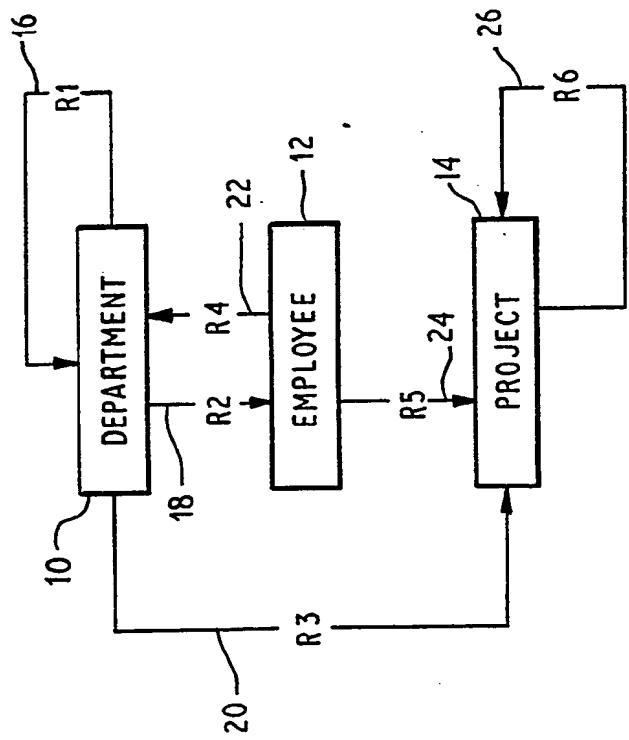 16
10
R1
DEPARTMENT
18
R2
R4
20
22
R3
EMPLOYEE
12
R5
24
14
26
PROJECT
R6